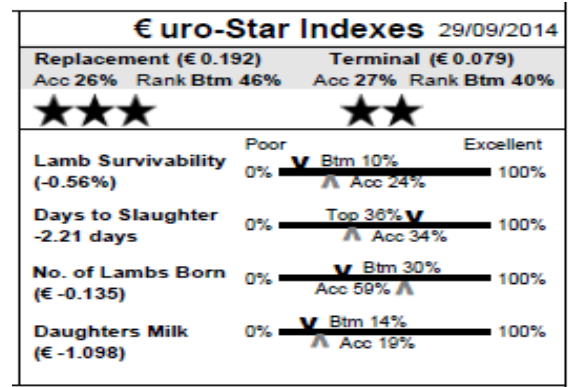 € uro-Star Indexes 29/09/2014
Replacement (€ 0.192) Terminal (€ 0.079)
Acc 26% Rank Btm 46% Acc 27% Rank Btm 40%
Poor Excellent
Lamb Survivability 0% Btm 10% 100%
(-0.56%) Acc 24%
Days to Slaughter 0% Top 36% 100%
-2.21 days Acc 34%
No. of Lambs Born 0% Btm 30% 100%
(€ -0.135) Acc 59%
Daughters Milk 0% Btm 14% 100%
(€ -1.098) Acc 19%